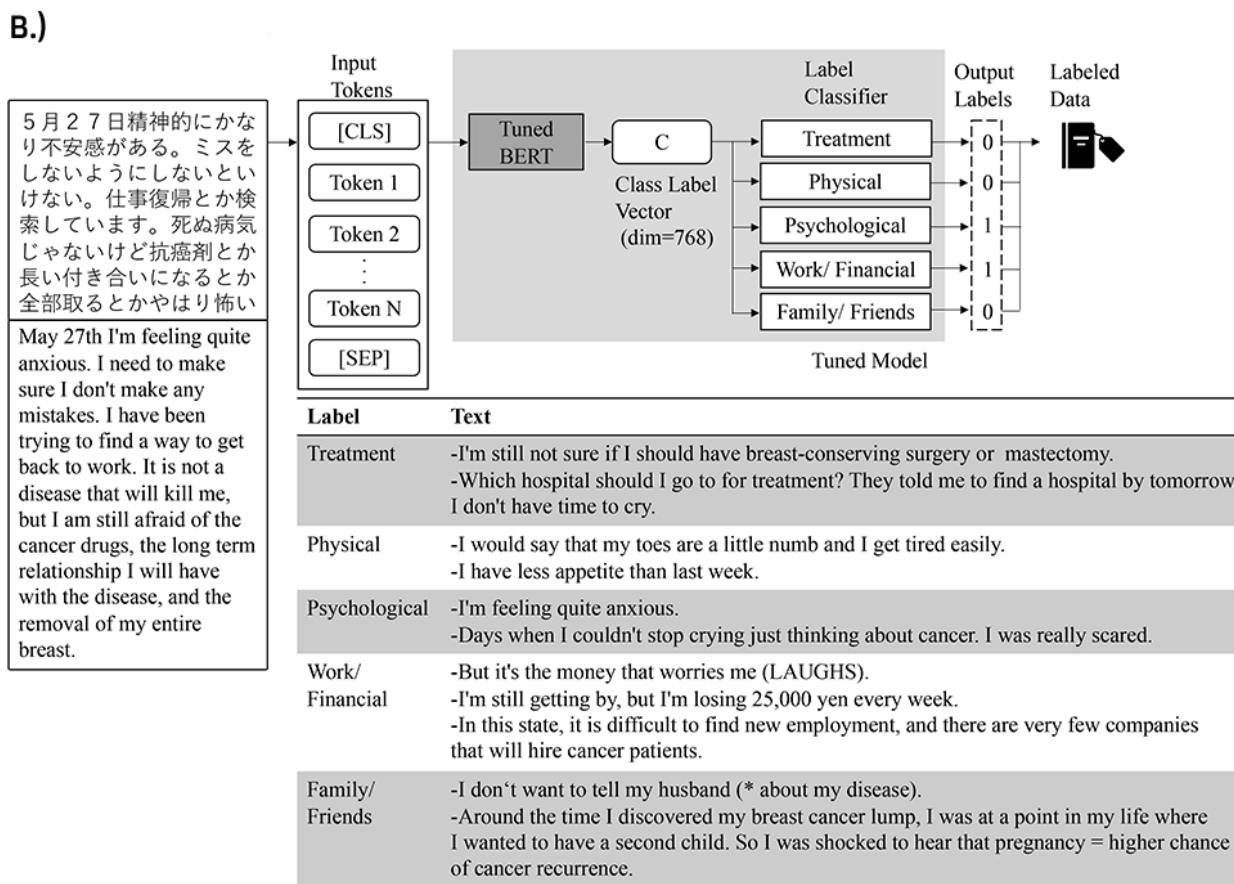 B.)
5月27日精神的にかな
り不安感がある。ミスを
しないようにしないとい
けない。仕事復帰とか検
索しています。死ぬ病気
じゃないけど抗癌剤とか
長い付き合いになるとか
全部取るとかやはり怖い
May 27th I'm feeling quite
anxious. I need to make
sure I don't make any
mistakes. I have been
trying to find a way to get
back to work. It is not a
disease that will kill me,
but I am still afraid of the
cancer drugs, the long term
relationship I will have
with the disease, and the
removal of my entire
breast.
Input
Tokens
[CLS]
Token 1
Token 2
⋮
Token N
[SEP]
Tuned
BERT
C
Class Label
Vector
(dim=768)
Label
Classifier
Treatment
Physical
Psychological
Work/ Financial
Family/ Friends
Tuned Model
Output
Labels
0
0
1
1
0
Labeled
Data
Label Text
Treatment -I'm still not sure if I should have breast-conserving surgery or mastectomy.
-Which hospital should I go to for treatment? They told me to find a hospital by tomorrow
I don't have time to cry.
Physical -I would say that my toes are a little numb and I get tired easily.
-I have less appetite than last week.
Psychological -I'm feeling quite anxious.
-Days when I couldn't stop crying just thinking about cancer. I was really scared.
Work/ -But it's the money that worries me (LAUGHS).
Financial -I'm still getting by, but I'm losing 25,000 yen every week.
-In this state, it is difficult to find new employment, and there are very few companies
that will hire cancer patients.
Family/ -I don‘t want to tell my husband (* about my disease).
Friends -Around the time I discovered my breast cancer lump, I was at a point in my life where
I wanted to have a second child. So I was shocked to hear that pregnancy = higher chance
of cancer recurrence.